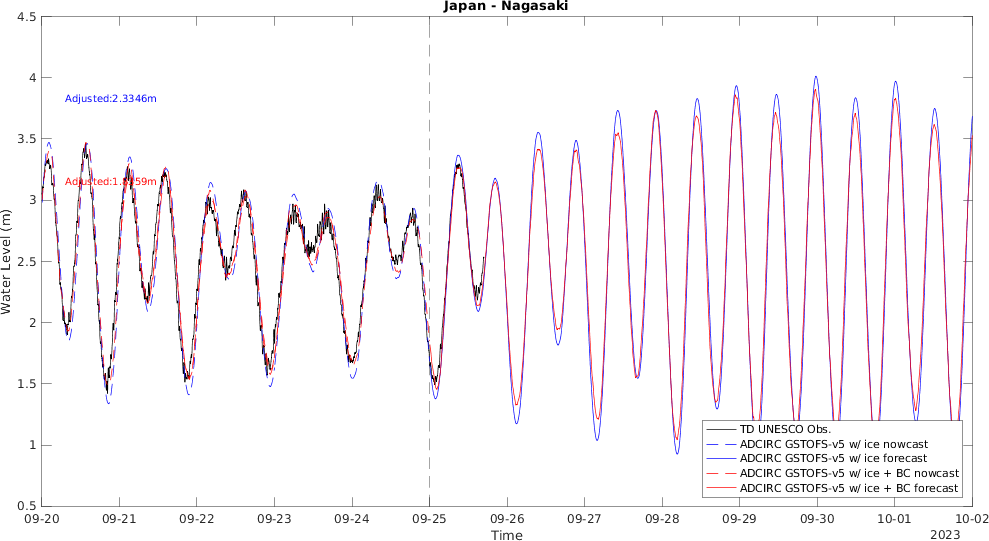 Japan - Nagasaki
4.5
4
3.5
3
2.5
2
1.5
1
0.5
Water Level (m)
Adjusted:2.3346m
TD UNESCO Obs.
ADCIRC GSTOFS-v5 w/ ice nowcast
ADCIRC GSTOFS-v5 w/ ice forecast
ADCIRC GSTOFS-v5 w/ ice + BC nowcast
ADCIRC GSTOFS-v5 w/ ice + BC forecast
09-20 09-21 09-22 09-23 09-24 09-25 09-26 09-27 09-28 09-29 09-30 10-01 10-02
Time
2023